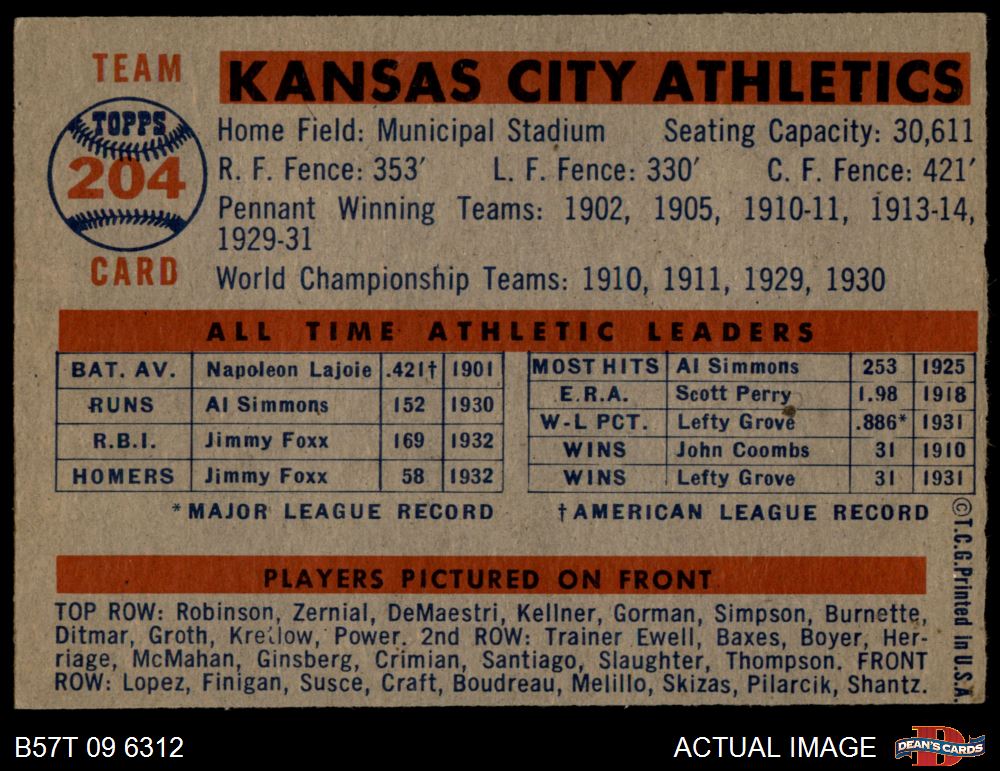 TEAM
TOPPS
204
CARD
KANSAS CITY ATHLETICS
Home Field: Municipal Stadium Seating Capacity: 30,611
R. F. Fence: 353′ L. F. Fence: 330′ C. F. Fence: 421′
Pennant Winning Teams: 1902, 1905, 1910-11, 1913-14,
1929-31
World Championship Teams: 1910, 1911, 1929, 1930
ALL TIME ATHLETIC LEADERS
BAT. AV. Napoleon Lajoie .421† 1901
RUNS Al Simmons 152 1930
R.B.I. Jimmy Foxx 169 1932
HOMERS Jimmy Foxx 58 1932
MOST HITS Al Simmons 253 1925
E.R.A. Scott Perry 1.98 1918
W-L PCT. Lefty Grove .886* 1931
WINS John Coombs 31 1910
WINS Lefty Grove 31 1931
*MAJOR LEAGUE RECORD †AMERICAN LEAGUE RECORD
PLAYERS PICTURED ON FRONT
TOP ROW: Robinson, Zernial, DeMaestri, Kellner, Gorman, Simpson, Burnette,
Ditmar, Groth, Kretlow, Power. 2nd ROW: Trainer Ewell, Baxes, Boyer, Her-
riage, McMahan, Ginsberg, Crimian, Santiago, Slaughter, Thompson. FRONT
ROW: Lopez, Finigan, Susce, Craft, Boudreau, Melillo, Skizas, Pilarcik, Shantz.
©T.C.G. Printed in U.S.A.
B57T 09 6312 ACTUAL IMAGE
D
DEAN'S CARDS